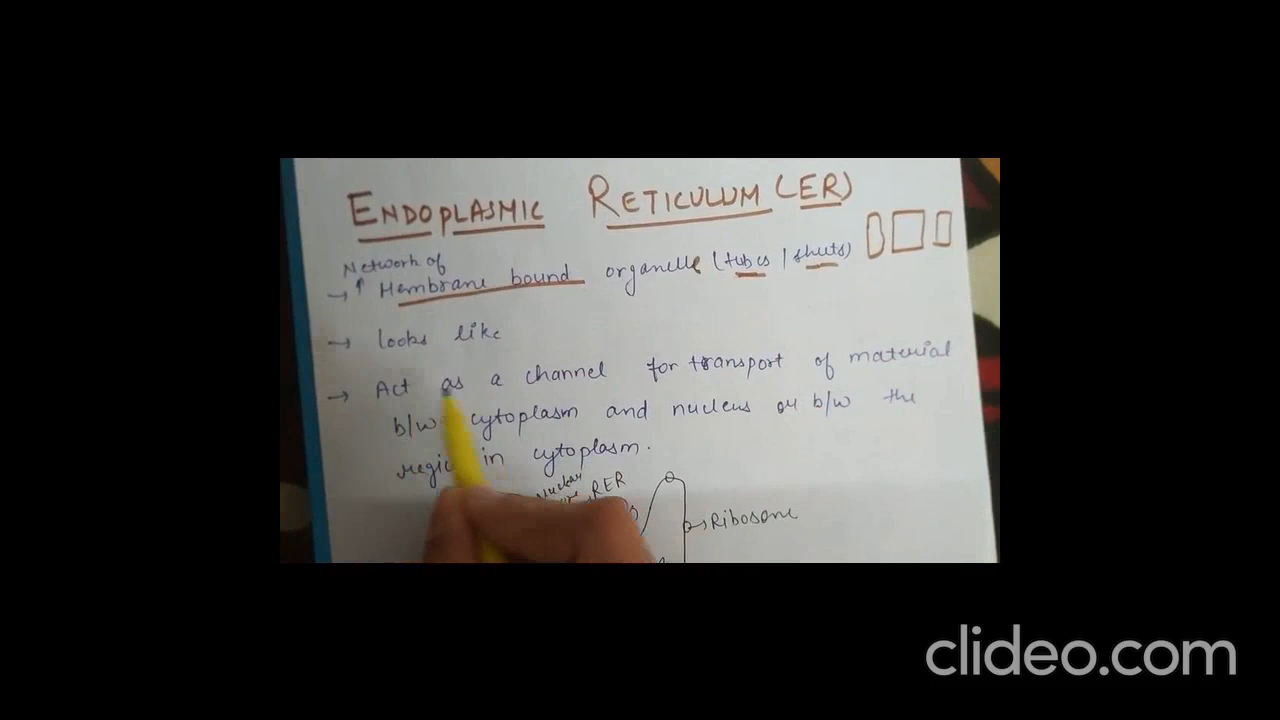 ENDOPLASMIC RETICULUM (ER)
Network of
→ ↑ Membrane bound organelle (tubes / sheets)
→ looks like
→ Act as a channel for transport of material
b/w cytoplasm and nucleus or b/w the
in cytoplasm.
Nuclear
RER
→ Ribosome
clideo.com